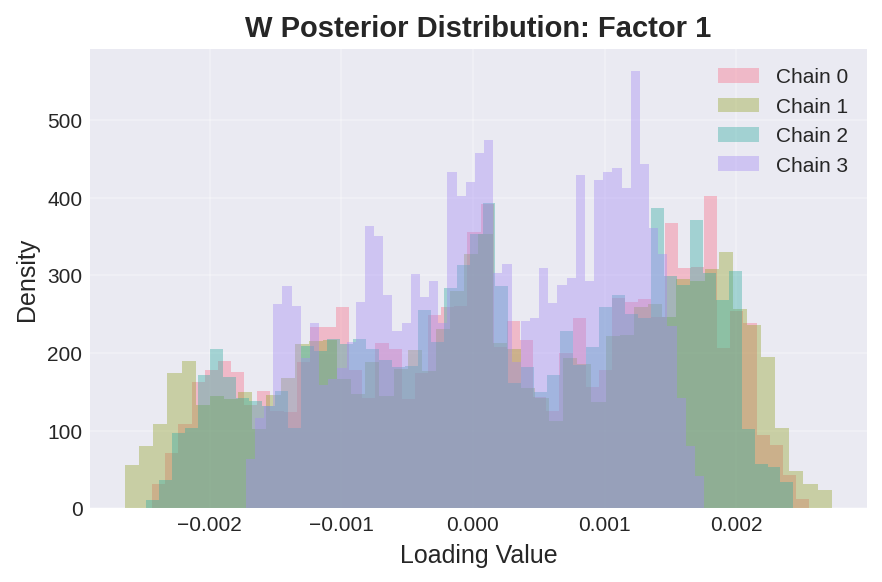 W Posterior Distribution: Factor 1
Chain 0
Chain 1
Chain 2
Chain 3
Density
500
400
300
200
100
0
−0.002
−0.001
0.000
0.001
0.002
Loading Value